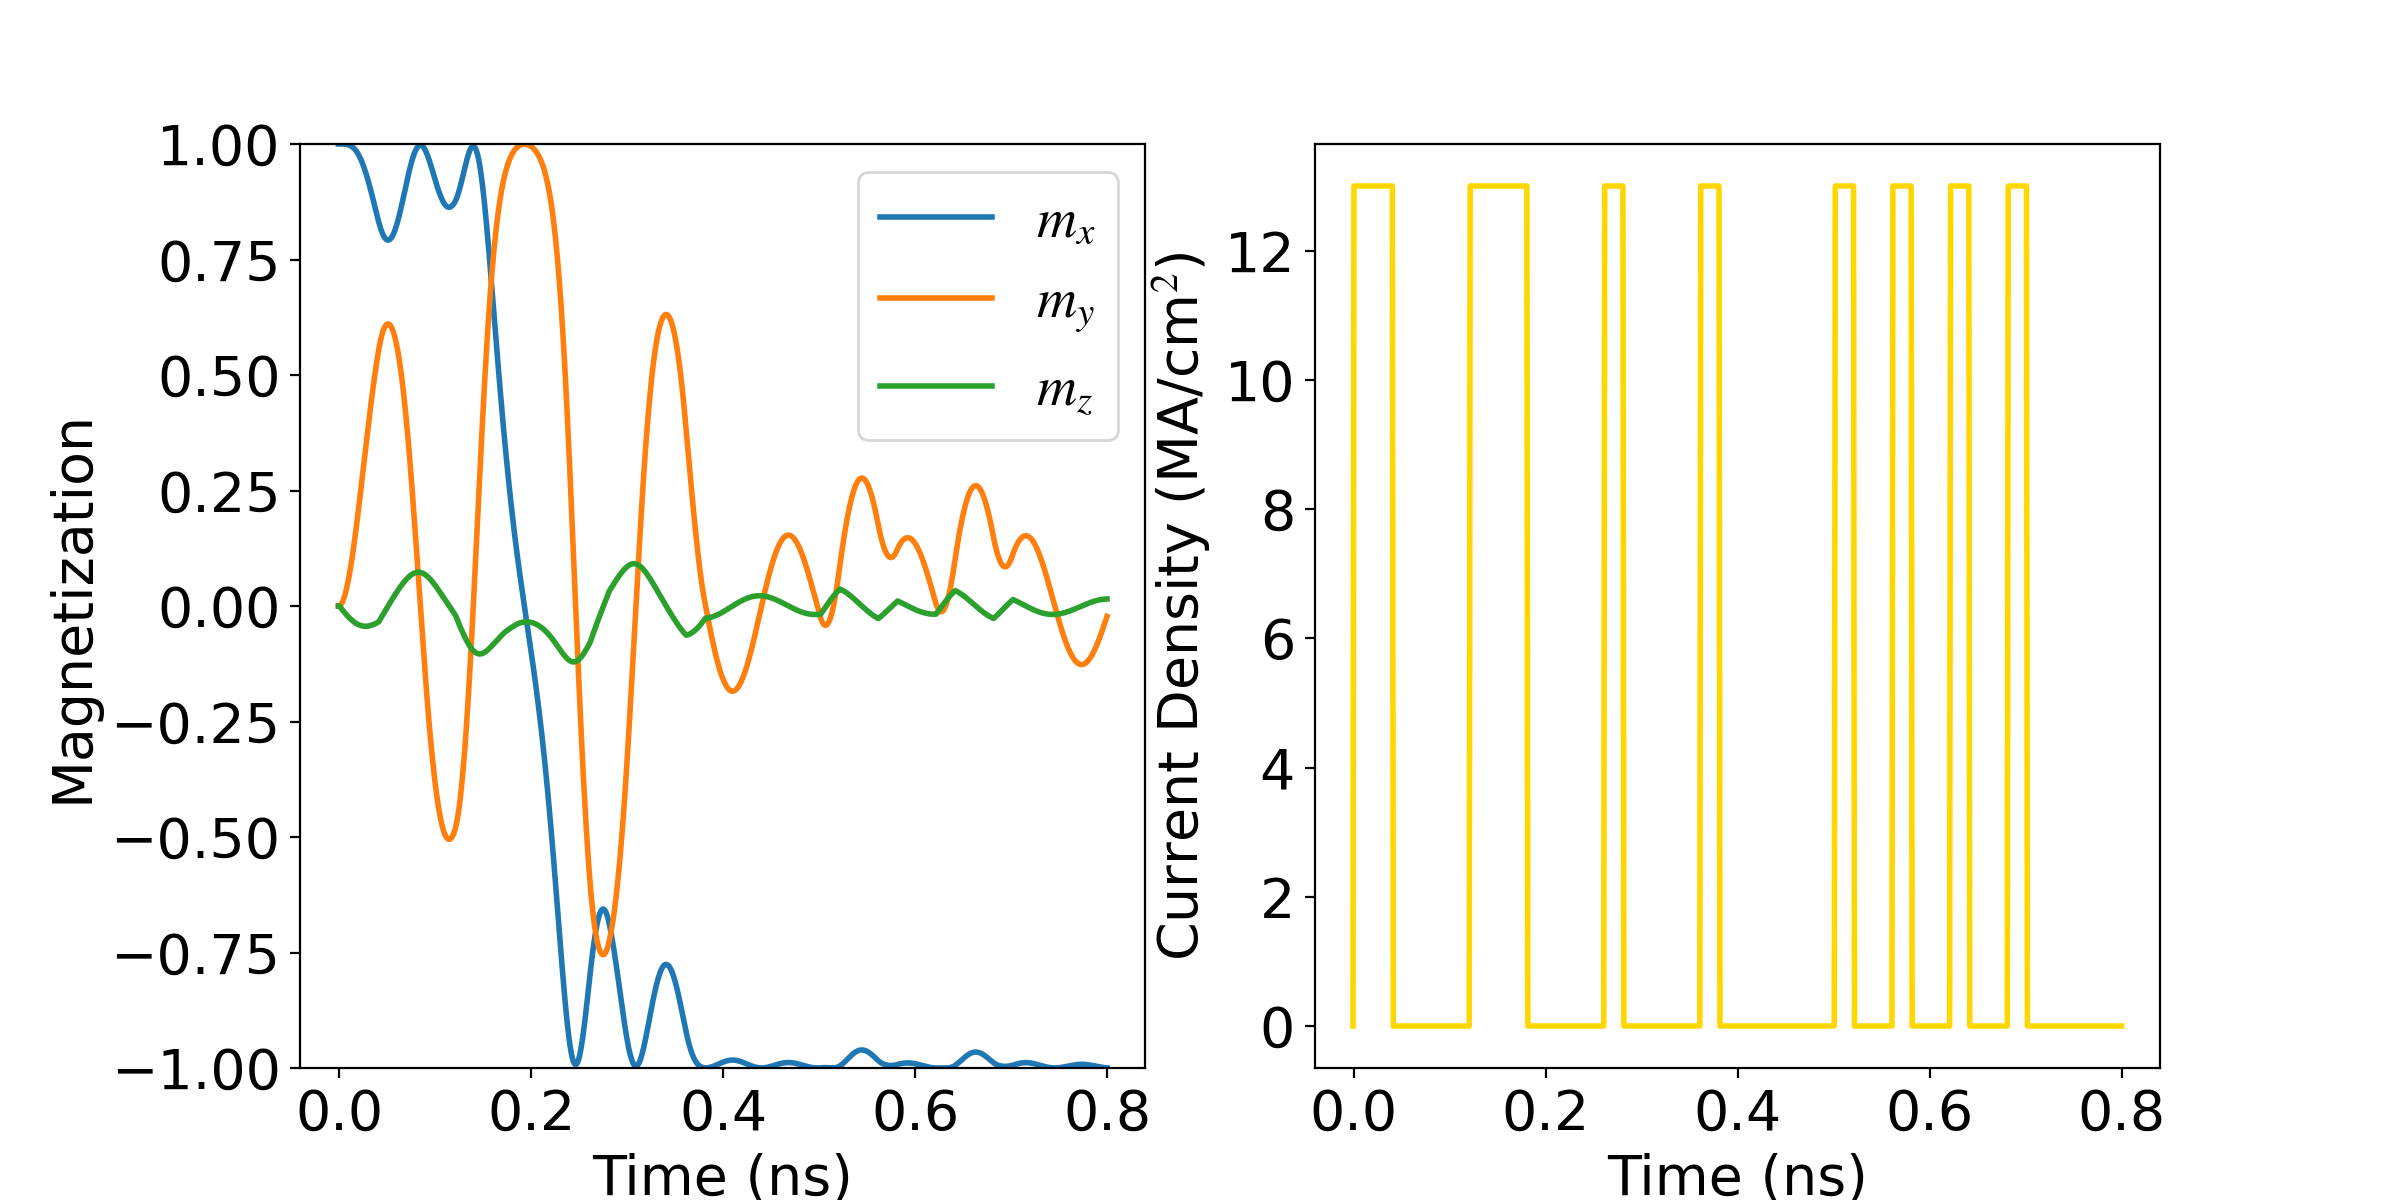 Magnetization
1.00
0.75
0.50
0.25
0.00
−0.25
−0.50
−0.75
−1.00
0.0 0.2 0.4 0.6 0.8
Time (ns)
m_x
m_y
m_z
Current Density (MA/cm²)
12
10
8
6
4
2
0
0.0 0.2 0.4 0.6 0.8
Time (ns)